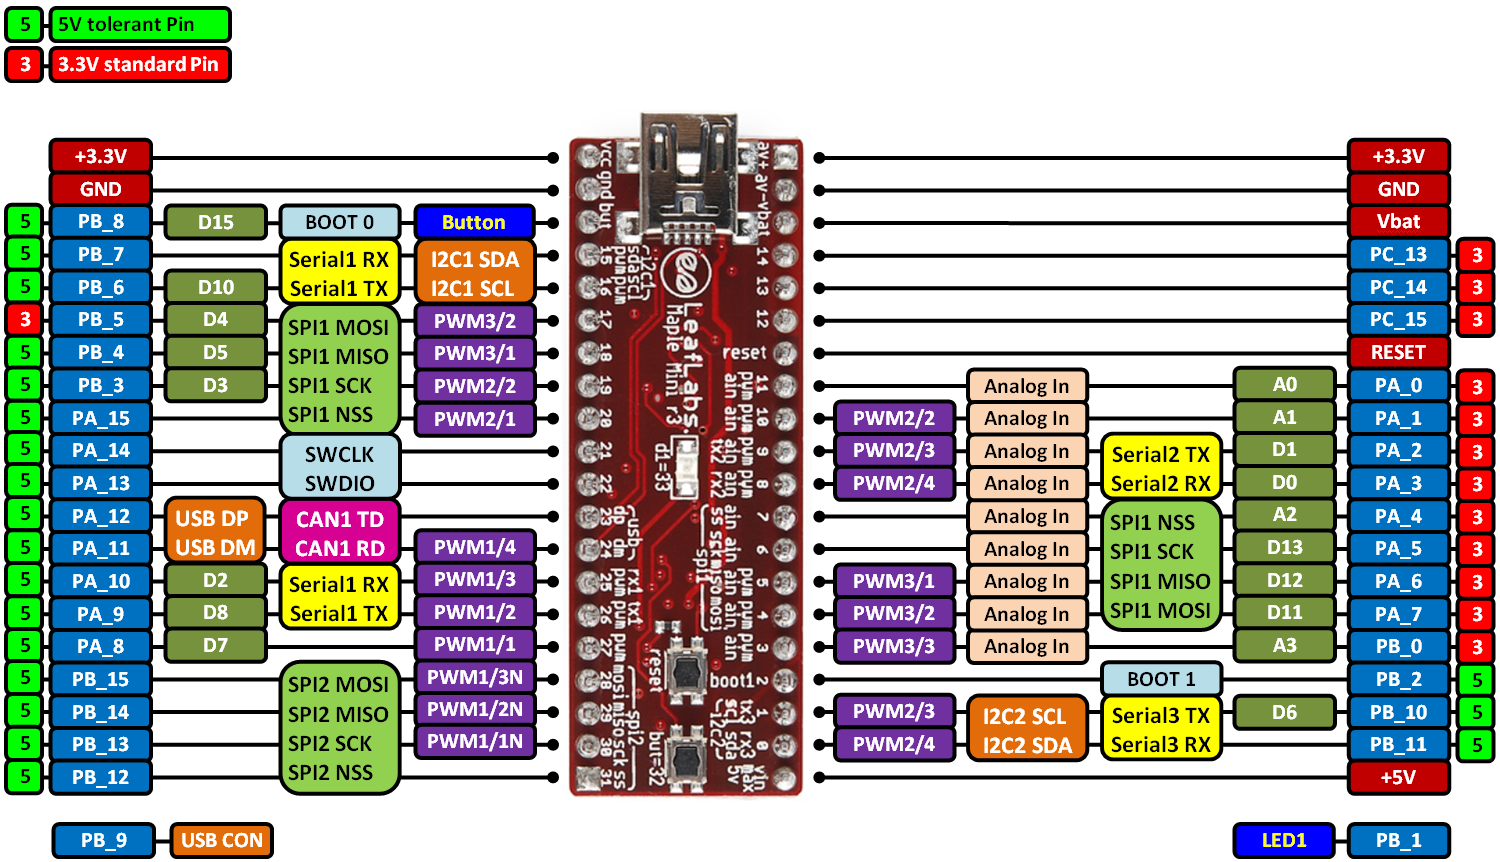 5 5V tolerant Pin
3 3.3V standard Pin
+3.3V
GND
5 PB_8 D15 BOOT 0 Button
5 PB_7 Serial1 RX I2C1 SDA
5 PB_6 D10 Serial1 TX I2C1 SCL
3 PB_5 D4 SPI1 MOSI PWM3/2
5 PB_4 D5 SPI1 MISO PWM3/1
5 PB_3 D3 SPI1 SCK PWM2/2
5 PA_15 SPI1 NSS PWM2/1
5 PA_14 SWCLK
5 PA_13 SWDIO
5 PA_12 USB DP CAN1 TD
5 PA_11 USB DM CAN1 RD PWM1/4
5 PA_10 D2 Serial1 RX PWM1/3
5 PA_9 D8 Serial1 TX PWM1/2
5 PA_8 D7 PWM1/1
5 PB_15 SPI2 MOSI PWM1/3N
5 PB_14 SPI2 MISO PWM1/2N
5 PB_13 SPI2 SCK PWM1/1N
5 PB_12 SPI2 NSS
PB_9 USB CON
vcc
gnd
but
15 sda pwm
16 scl pwm
i2c1
17
18
19
20
21
22
23 dp
24 dm
usb
25 rx1 pwm
26 tx1 pwm
27 pwm
28 mosi
29 miso
30 sck
31 ss
spi2
LeafLabs
Maple Mini r3
d1=33
reset
but=32
av+
av-
vbat
14
13
12
reset
pwm ain 11
pwm ain 10
tx2 pwm ain 9
rx2 pwm ain 8
ss ain 7
sck ain 6
miso ain pwm 5
mosi ain pwm 4
spi1
ain pwm 3
boot1 2
scl tx3 1
sda rx3 0
i2c2
5v max vin
+3.3V
GND
Vbat
PC_13 3
PC_14 3
PC_15 3
RESET
Analog In A0 PA_0 3
PWM2/2 Analog In A1 PA_1 3
PWM2/3 Analog In Serial2 TX D1 PA_2 3
PWM2/4 Analog In Serial2 RX D0 PA_3 3
Analog In SPI1 NSS A2 PA_4 3
Analog In SPI1 SCK D13 PA_5 3
PWM3/1 Analog In SPI1 MISO D12 PA_6 3
PWM3/2 Analog In SPI1 MOSI D11 PA_7 3
PWM3/3 Analog In A3 PB_0 3
BOOT 1 PB_2 5
PWM2/3 I2C2 SCL Serial3 TX D6 PB_10 5
PWM2/4 I2C2 SDA Serial3 RX PB_11 5
+5V
LED1 PB_1